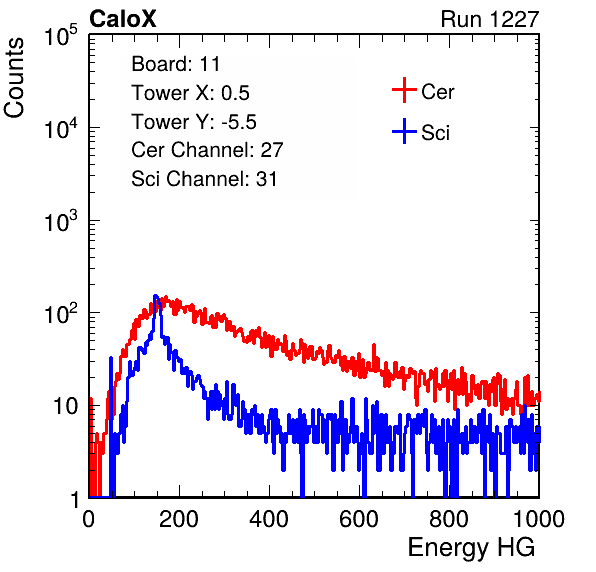 CaloX Run 1227
Counts
10^5
10^4
10^3
10^2
10
1
Board: 11
Tower X: 0.5
Tower Y: -5.5
Cer Channel: 27
Sci Channel: 31
Cer
Sci
0 200 400 600 800 1000
Energy HG